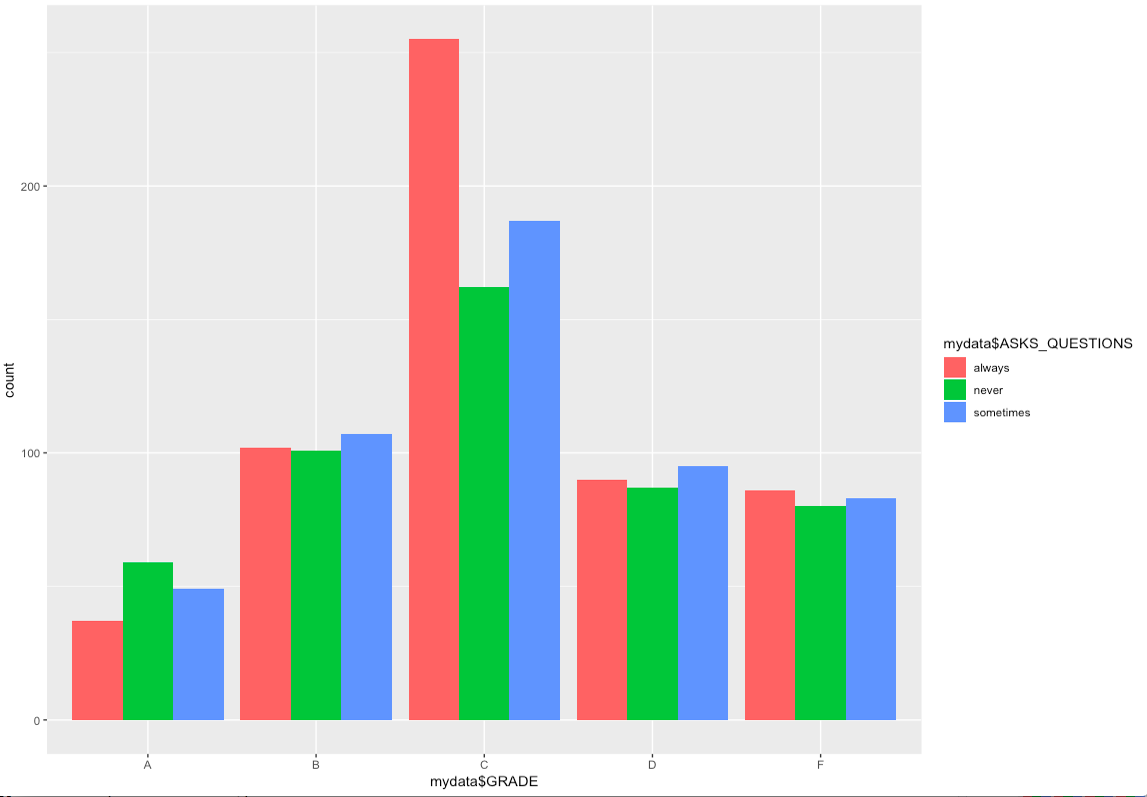 count
200
100
0
A B C D F
mydata$GRADE
mydata$ASKS_QUESTIONS
always
never
sometimes